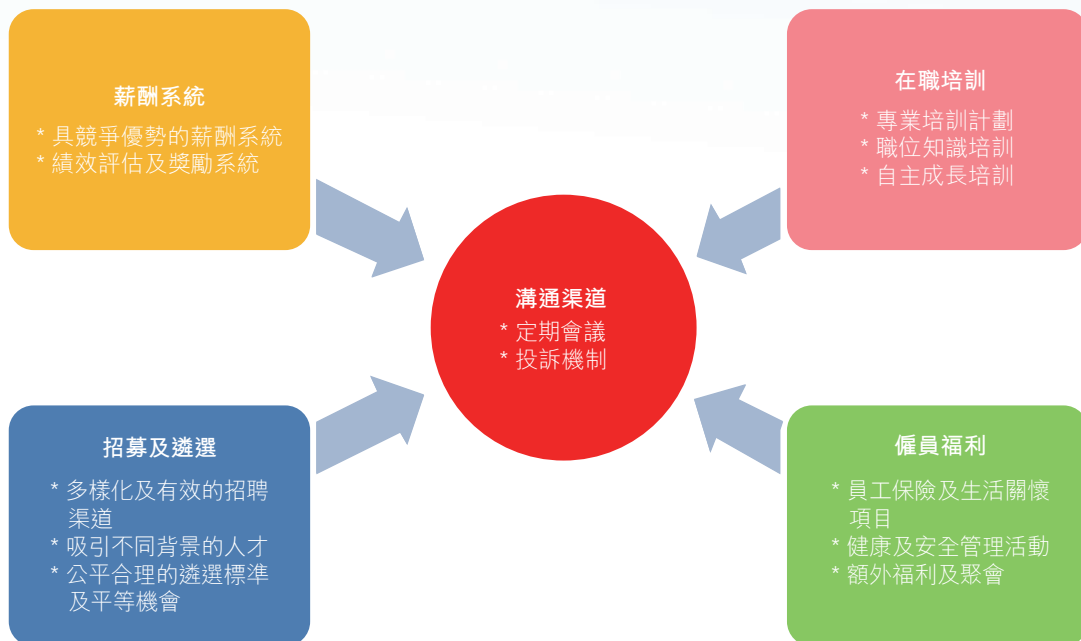 薪酬系統
* 具競爭優勢的薪酬系統
* 績效評估及獎勵系統
在職培訓
* 專業培訓計劃
* 職位知識培訓
* 自主成長培訓
溝通渠道
* 定期會議
* 投訴機制
招募及遴選
* 多樣化及有效的招聘
渠道
* 吸引不同背景的人才
* 公平合理的遴選標準
及平等機會
僱員福利
* 員工保險及生活關懷
項目
* 健康及安全管理活動
* 額外福利及聚會